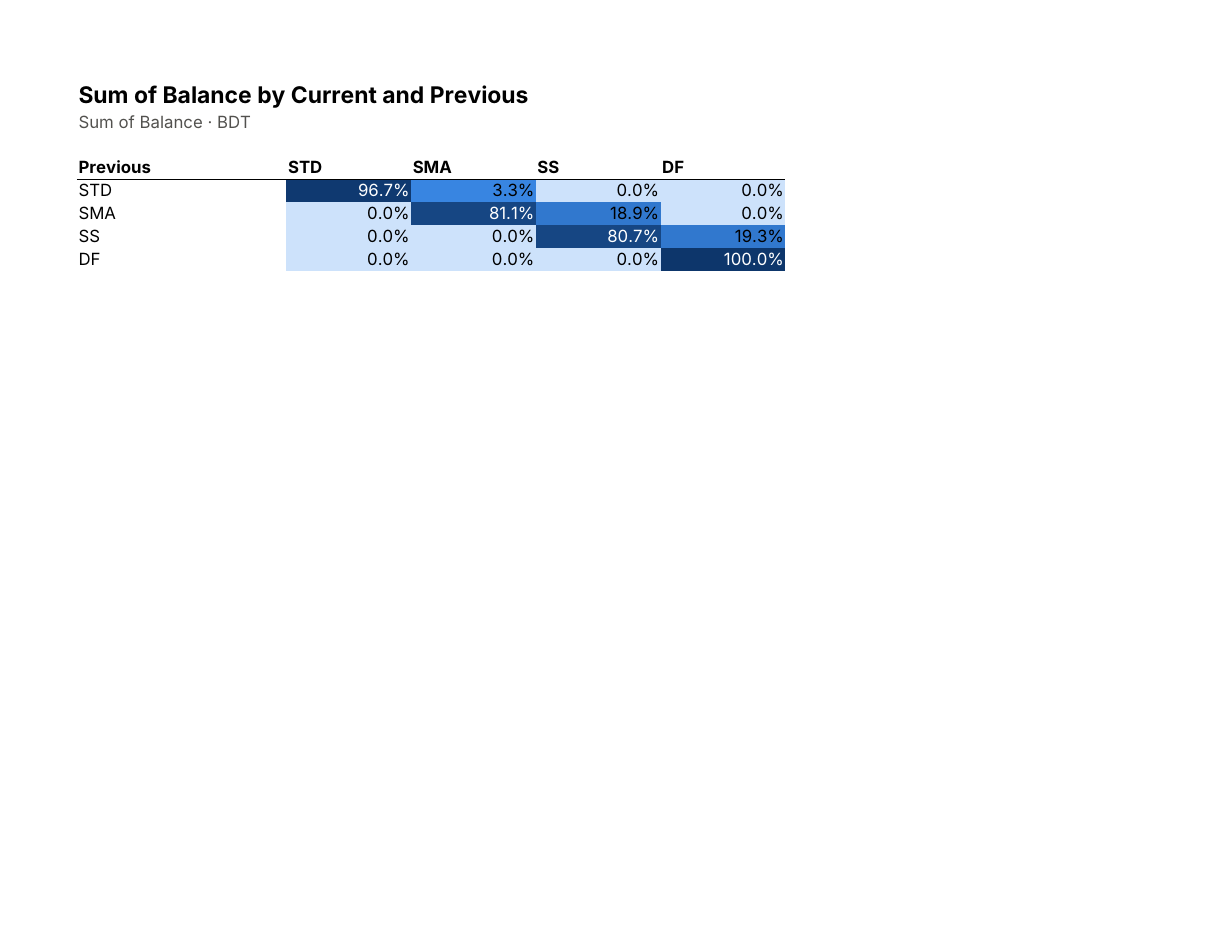 Sum of Balance by Current and Previous
Sum of Balance · BDT
Previous STD SMA SS DF
STD 96.7% 3.3% 0.0% 0.0%
SMA 0.0% 81.1% 18.9% 0.0%
SS 0.0% 0.0% 80.7% 19.3%
DF 0.0% 0.0% 0.0% 100.0%